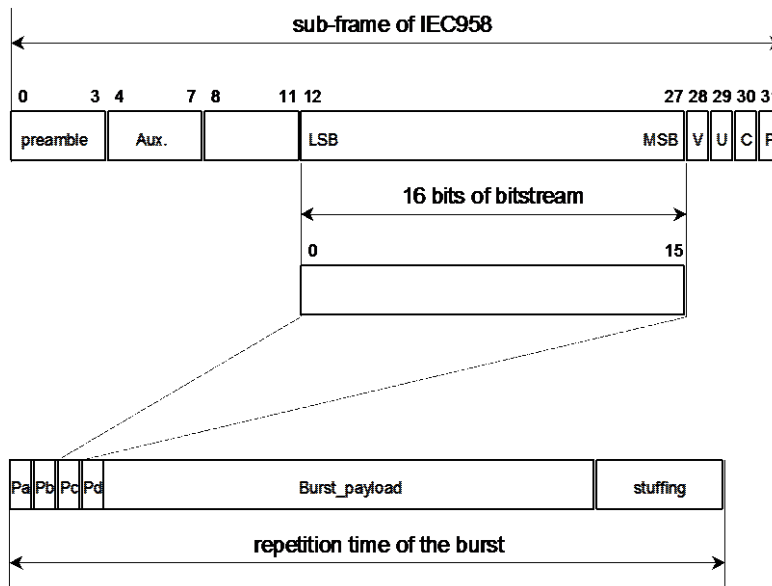 sub-frame of IEC958
0 3 4 7 8 11 12 27 28 29 30 31
preamble Aux. LSB MSB V U C P
16 bits of bitstream
0 15
Pa Pb Pc Pd Burst_payload stuffing
repetition time of the burst